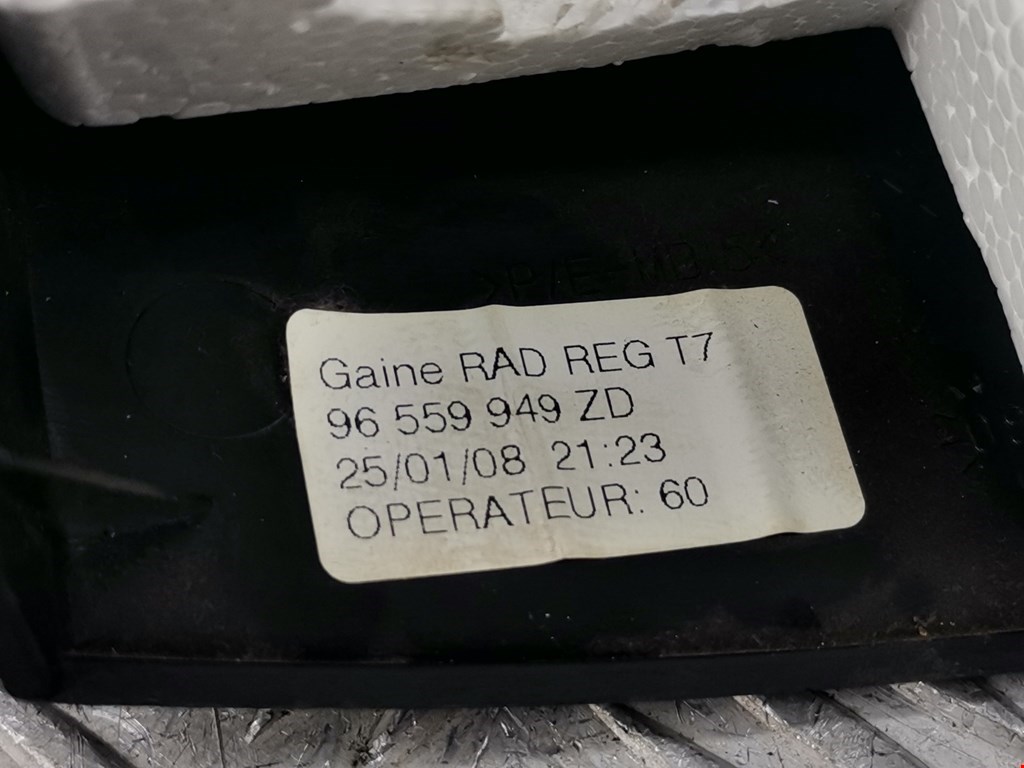 Gaine RAD REG T7
96 559 949 ZD
25/01/08 21:23
OPERATEUR: 60